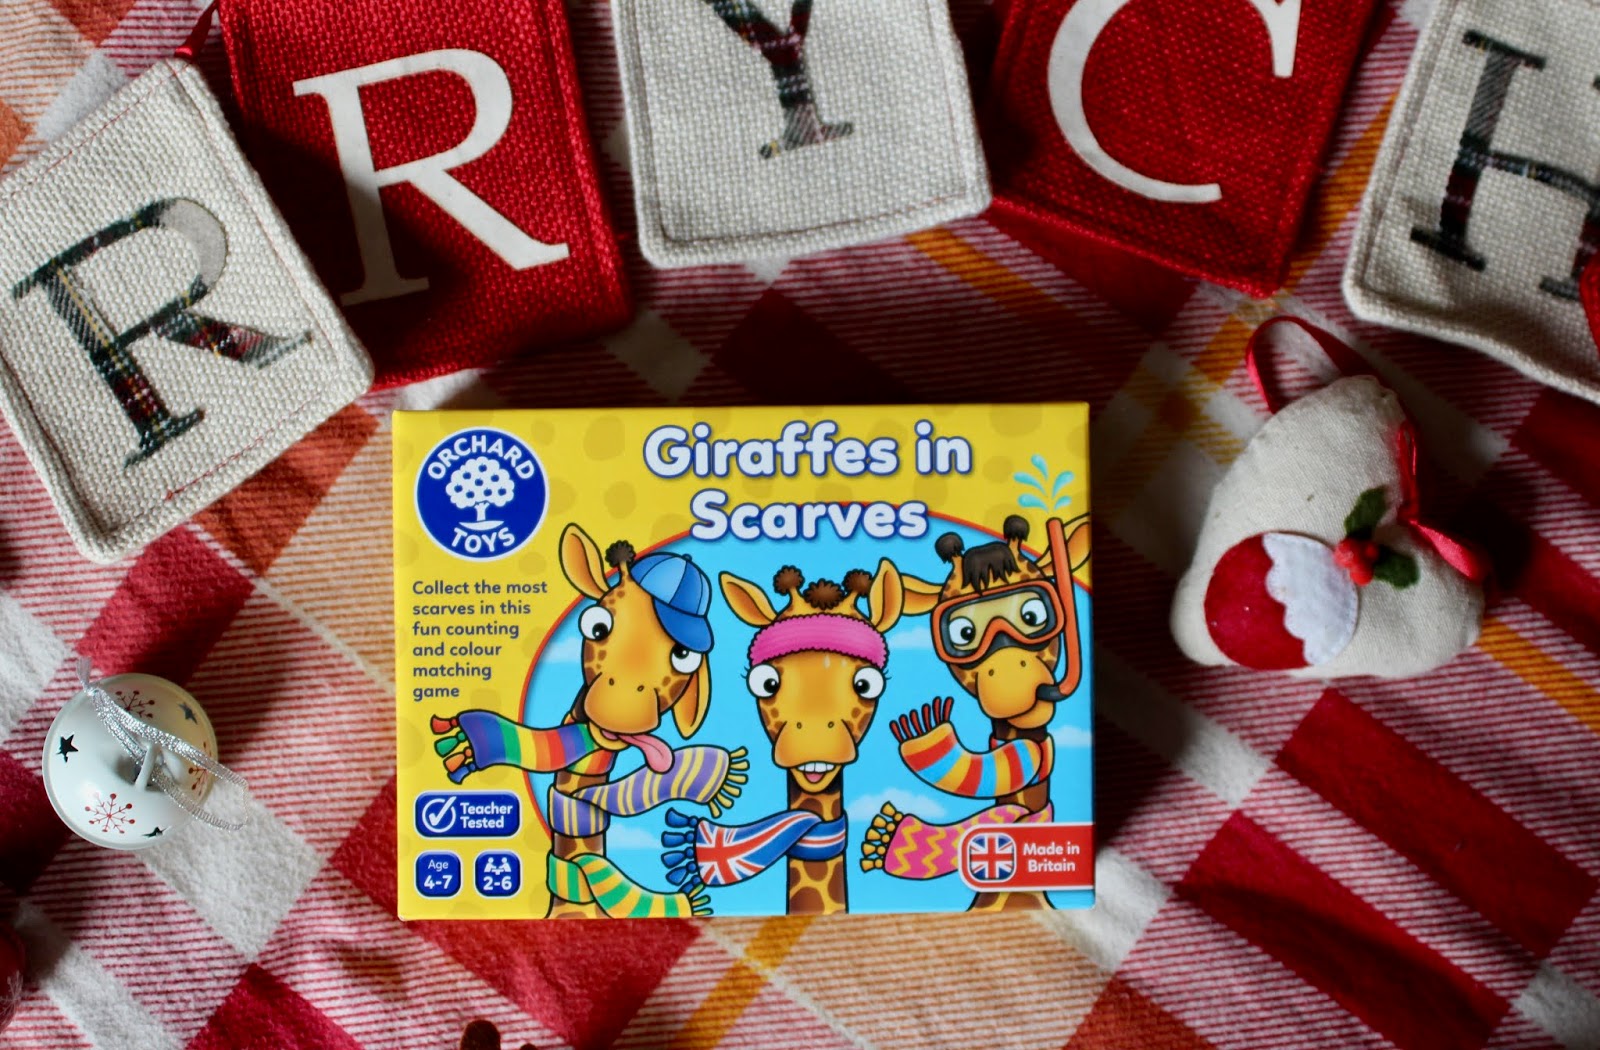 R
R
Y
C
H
ORCHARD
TOYS
Giraffes in
Scarves
Collect the most
scarves in this
fun counting
and colour
matching
game
Teacher
Tested
Age
4-7
2-6
Made in
Britain